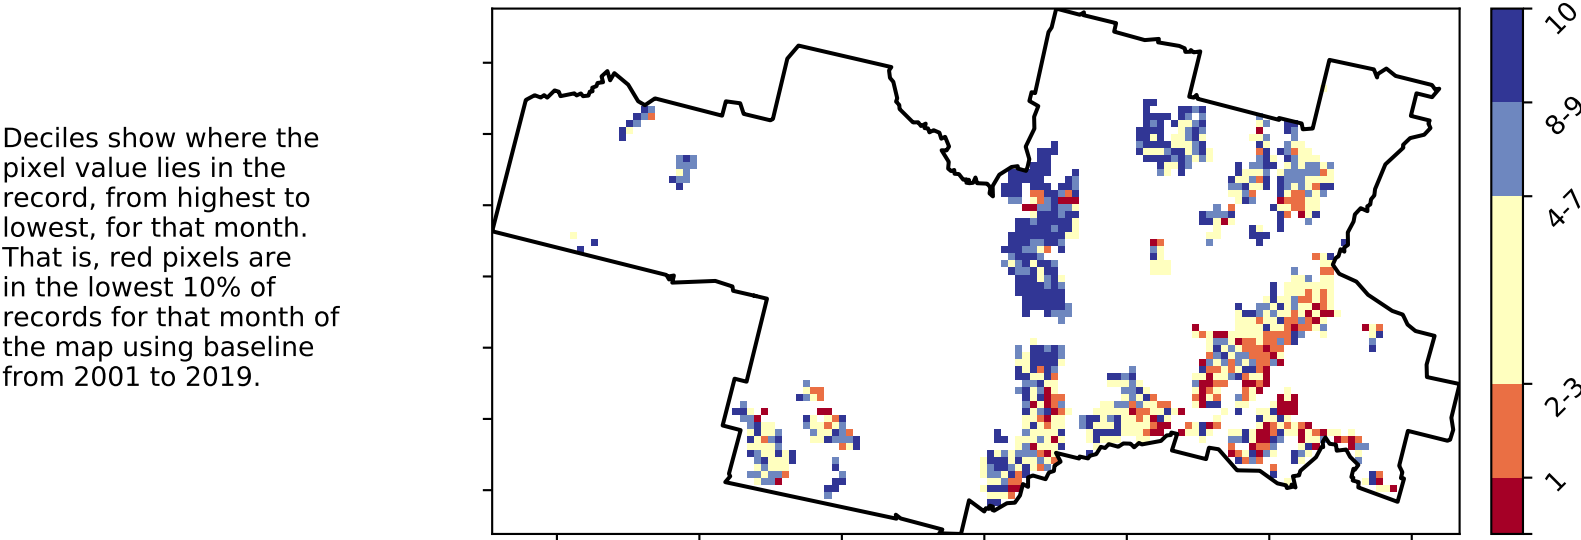 Deciles show where the
pixel value lies in the
record, from highest to
lowest, for that month.
That is, red pixels are
in the lowest 10% of
records for that month of
the map using baseline
from 2001 to 2019.
10
8-9
4-7
2-3
1